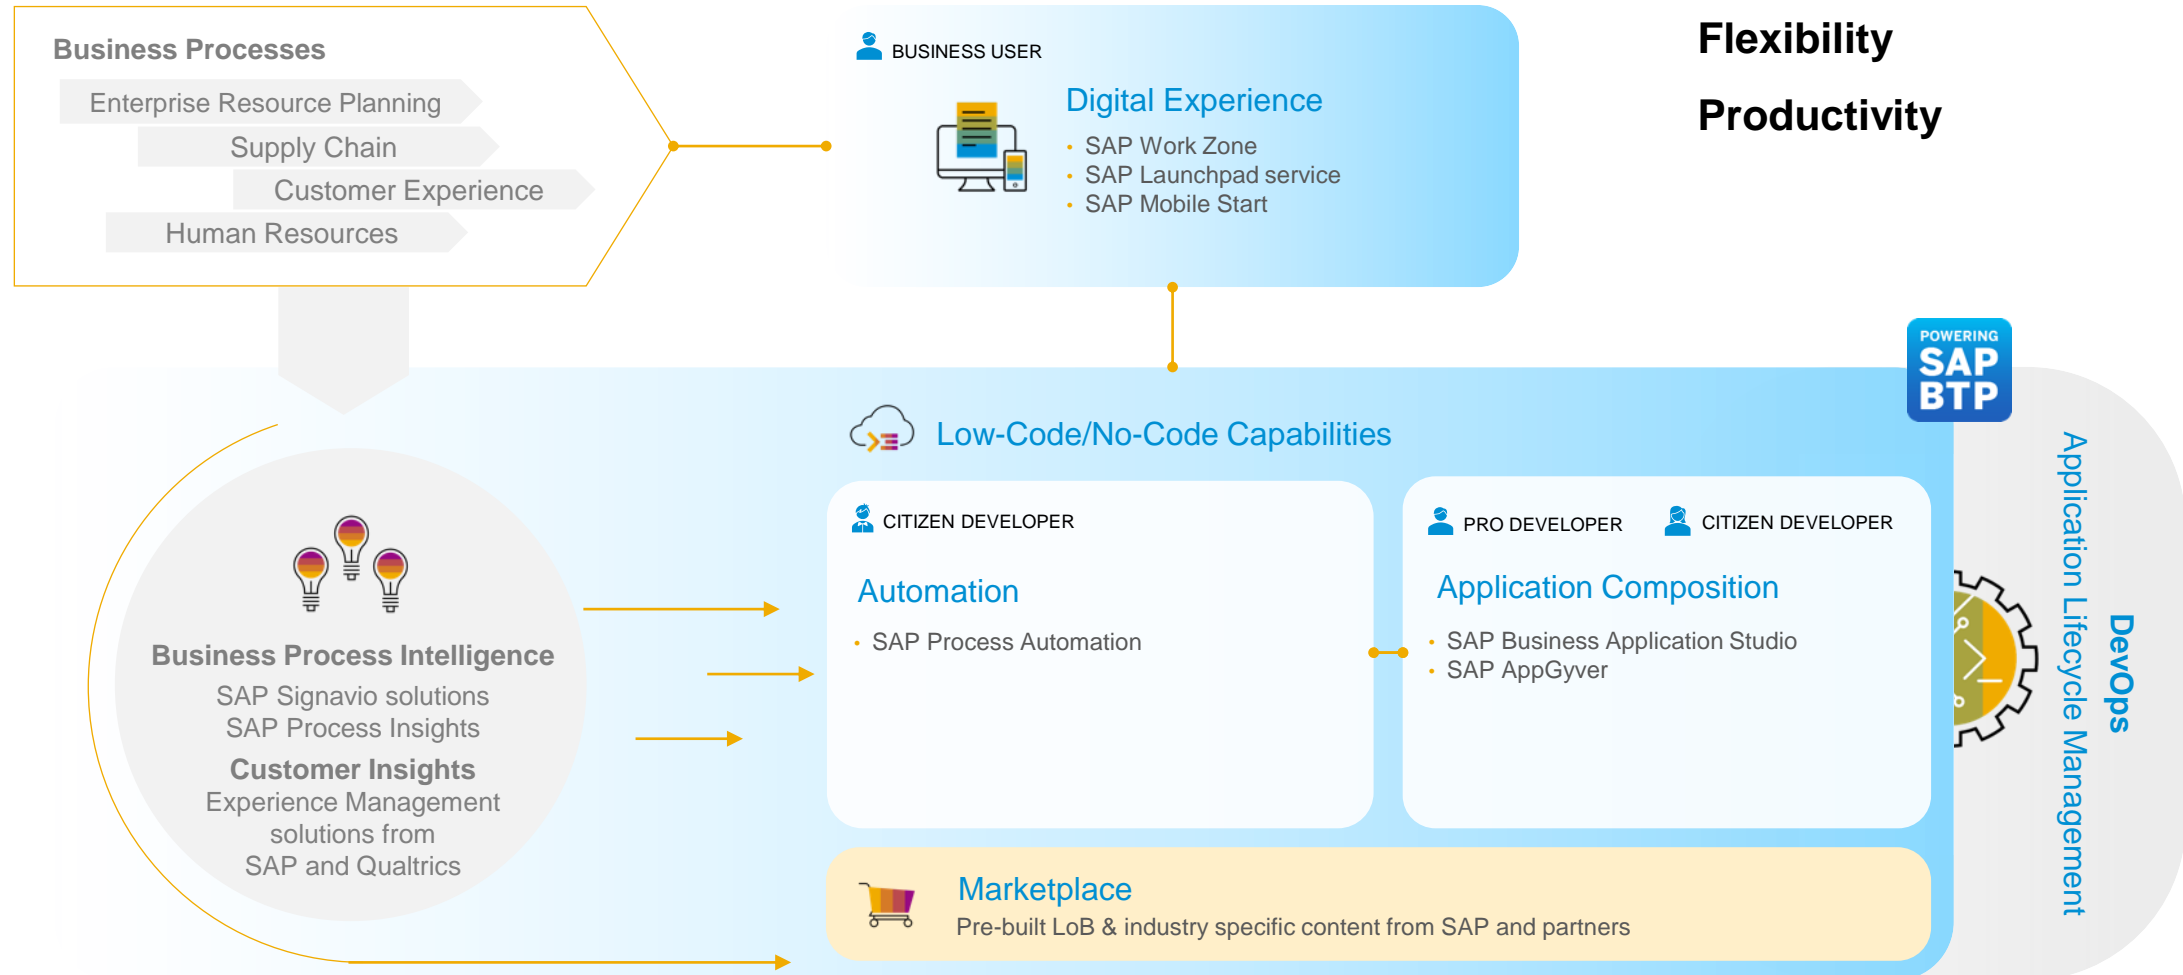 Business Processes
Enterprise Resource Planning
Supply Chain
Customer Experience
Human Resources
BUSINESS USER
Digital Experience
• SAP Work Zone
• SAP Launchpad service
• SAP Mobile Start
Flexibility
Productivity
POWERING
SAP
BTP
Business Process Intelligence
SAP Signavio solutions
SAP Process Insights
Customer Insights
Experience Management
solutions from
SAP and Qualtrics
Low-Code/No-Code Capabilities
CITIZEN DEVELOPER
Automation
• SAP Process Automation
PRO DEVELOPER
CITIZEN DEVELOPER
Application Composition
• SAP Business Application Studio
• SAP AppGyver
Marketplace
Pre-built LoB & industry specific content from SAP and partners
DevOps
Application Lifecycle Management